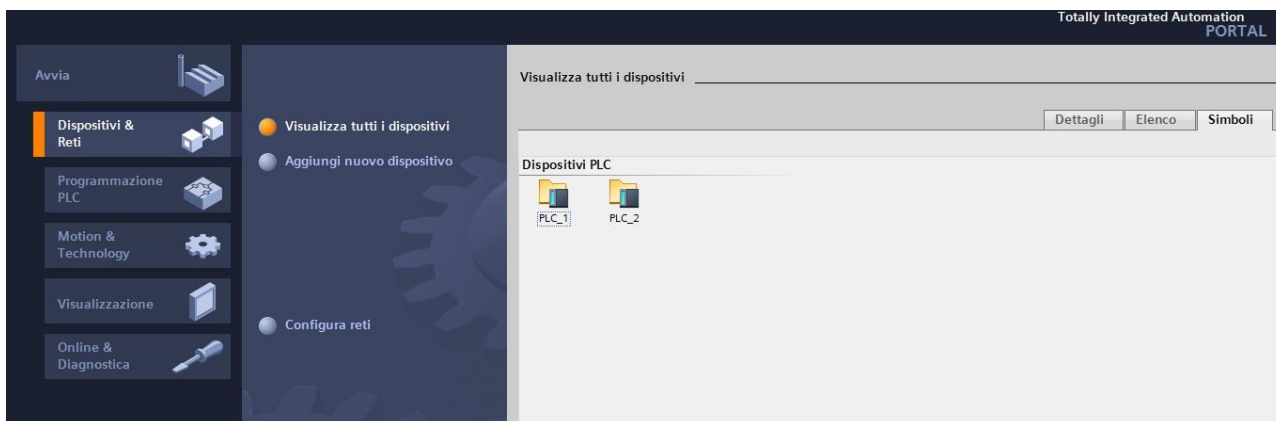 Totally Integrated Automation
PORTAL
Avvia
Dispositivi &
Reti
Programmazione
PLC
Motion &
Technology
Visualizzazione
Online &
Diagnostica
Visualizza tutti i dispositivi
Aggiungi nuovo dispositivo
Configura reti
Visualizza tutti i dispositivi
Dettagli Elenco Simboli
Dispositivi PLC
PLC_1 PLC_2